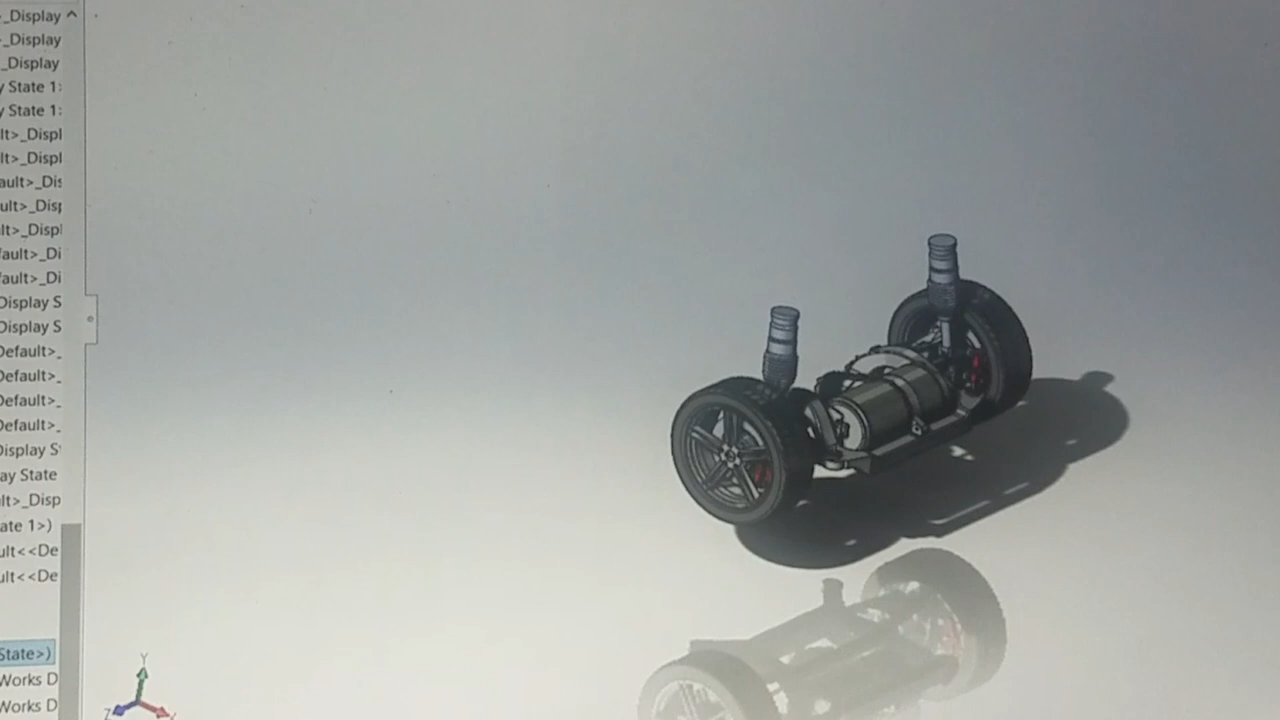 _Display
_Display
_Display
y State 1
y State 1
lt>_Displ
lt>_Displ
ault>_Dis
ult>_Disp
lt>_Displ
fault>_Di
fault>_Di
Display S
Display S
Default>_
Default>_
Default>_
Default>_
Display S
ay State
lt>_Disp
ate 1>)
ult<<De
ult<<De
State>)
Works D
Works D
Y
Z
X